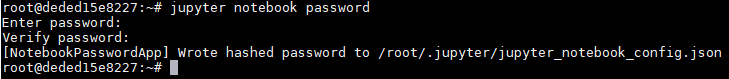 root@deded15e8227:~# jupyter notebook password
Enter password:
Verify password:
[NotebookPasswordApp] Wrote hashed password to /root/.jupyter/jupyter_notebook_config.json
root@deded15e8227:~#